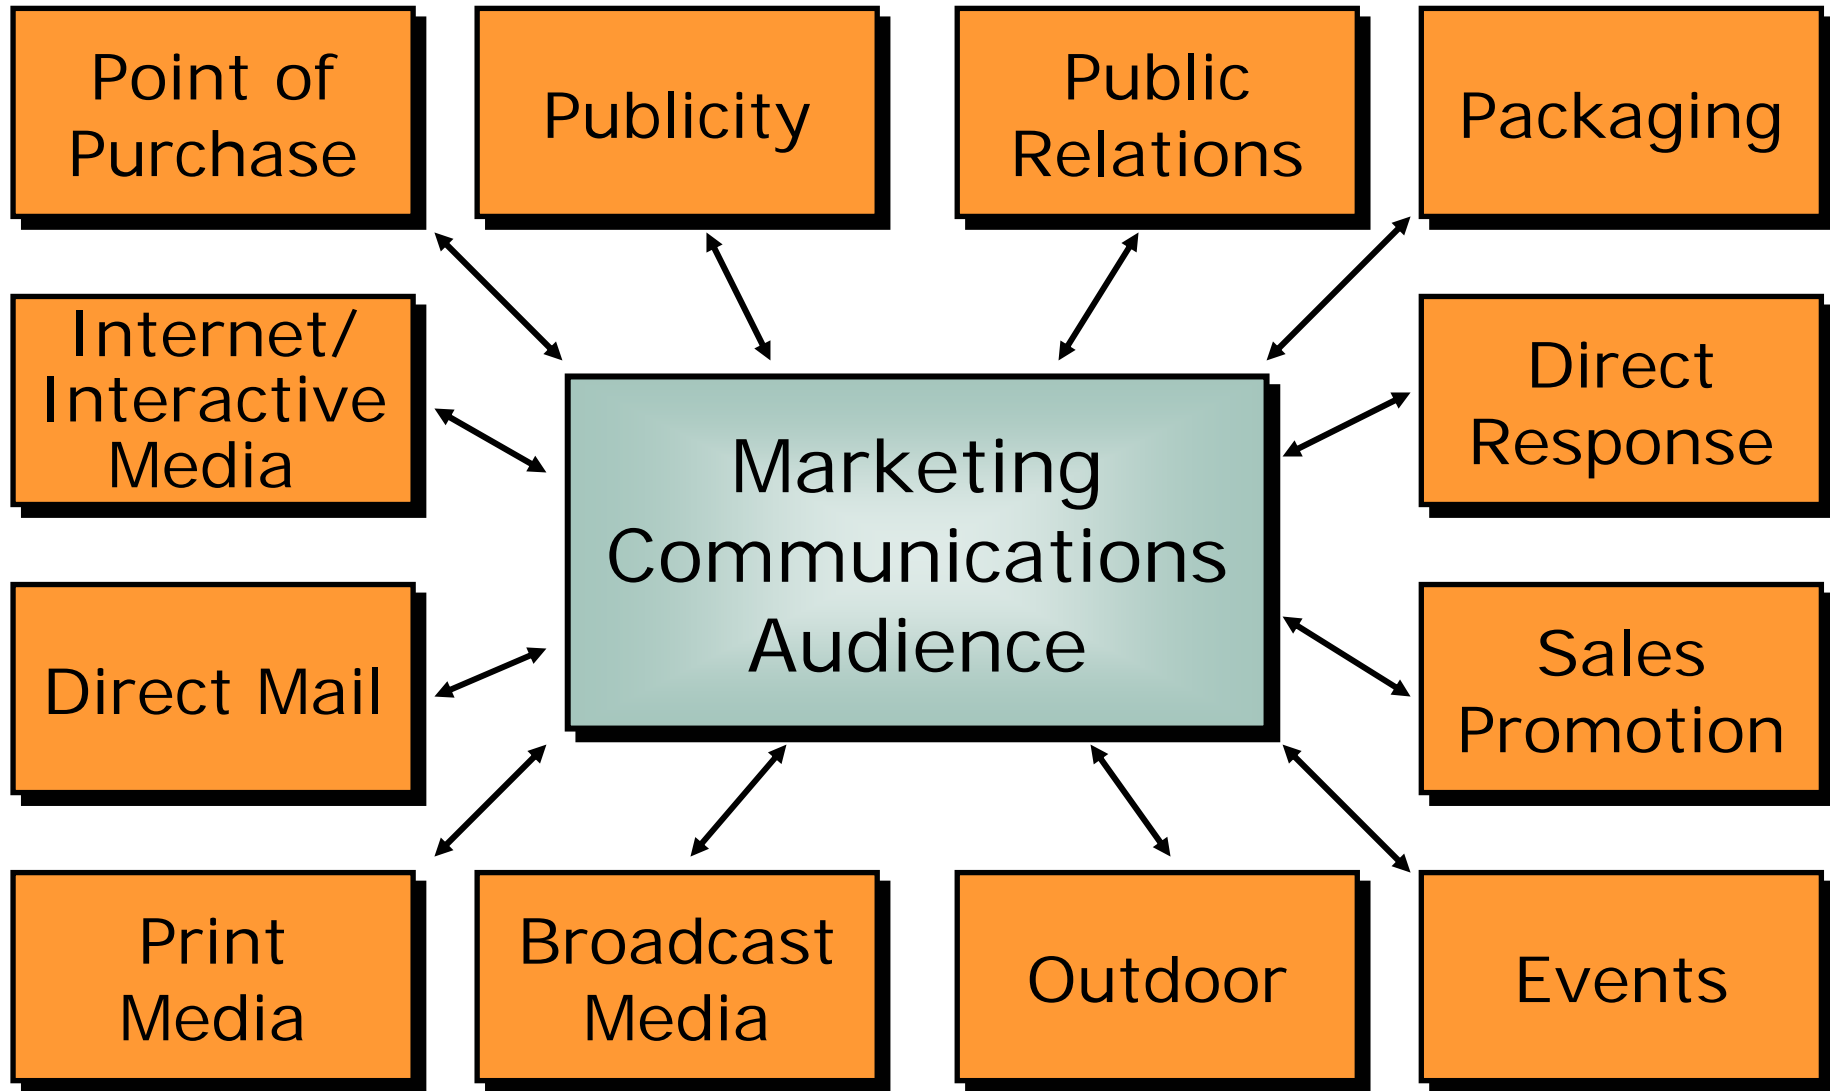 Point of
Purchase
Publicity
Public
Relations
Packaging
Internet/
Interactive
Media
Direct
Response
Marketing
Communications
Audience
Direct Mail
Sales
Promotion
Print
Media
Broadcast
Media
Outdoor
Events